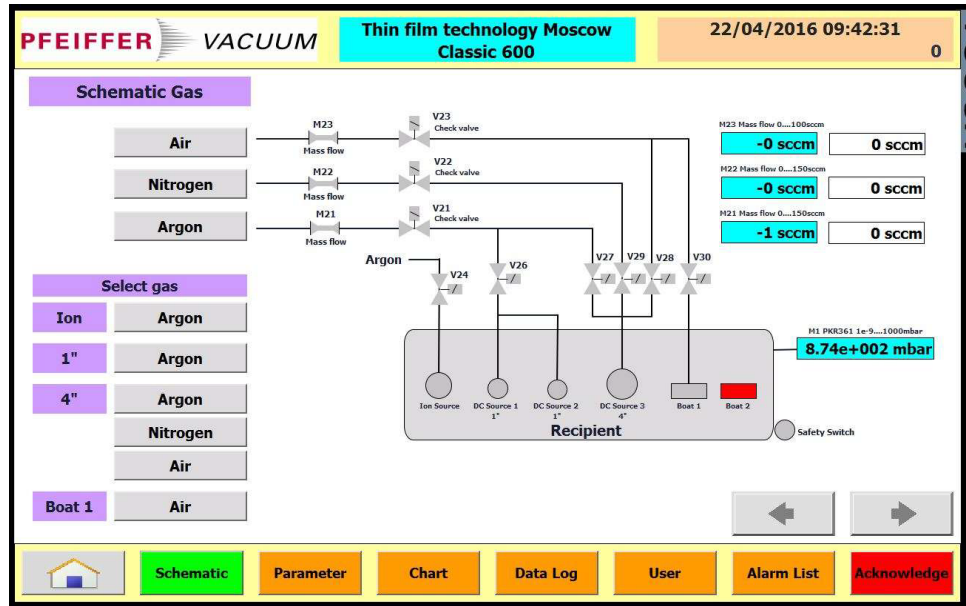 PFEIFFER VACUUM
Thin film technology Moscow
Classic 600
22/04/2016 09:42:31
0
Schematic Gas
Air
Nitrogen
Argon
M23
Mass flow
V23
Check valve
M22
Mass flow
V22
Check valve
M21
Mass flow
V21
Check valve
M23 Mass flow 0....100sccm
-0 sccm
0 sccm
M22 Mass flow 0....150sccm
-0 sccm
0 sccm
M21 Mass flow 0....150sccm
-1 sccm
0 sccm
Argon
V24
V26
V27
V29
V28
V30
Select gas
Ion
Argon
1"
Argon
4"
Argon
Nitrogen
Air
Boat 1
Air
M1 PKR361 1e-9....1000mbar
8.74e+002 mbar
Ion Source
DC Source 1
1"
DC Source 2
1"
DC Source 3
4"
Boat 1
Boat 2
Recipient
Safety Switch
Schematic
Parameter
Chart
Data Log
User
Alarm List
Acknowledge